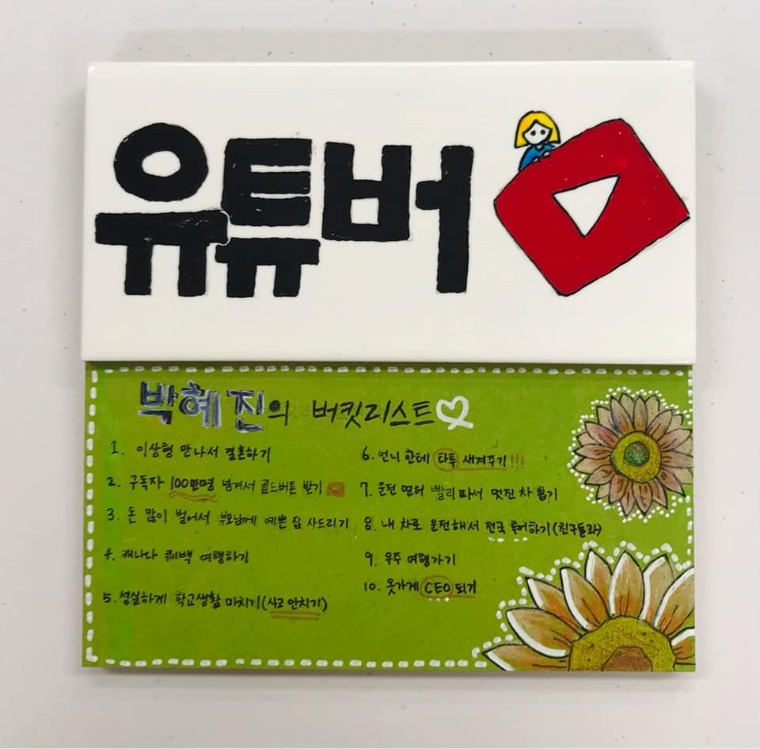 유튜버
박혜진의 버킷리스트
1. 이상형 만나서 결혼하기
2. 구독자 100만명 넘겨서 골드버튼 받기
3. 돈 많이 벌어서 부모님께 예쁜 집 사드리기
4. 캐나다 퀘백 여행하기
5. 성실하게 학교생활 마치기(사고 안치기)
6. 언니 한테 타투 새겨주기!!!
7. 운전 면허 빨리 따서 멋진 차 뽑기
8. 내 차로 운전해서 전국 투어하기(친구들과)
9. 우주 여행가기
10. 옷가게 CEO 되기